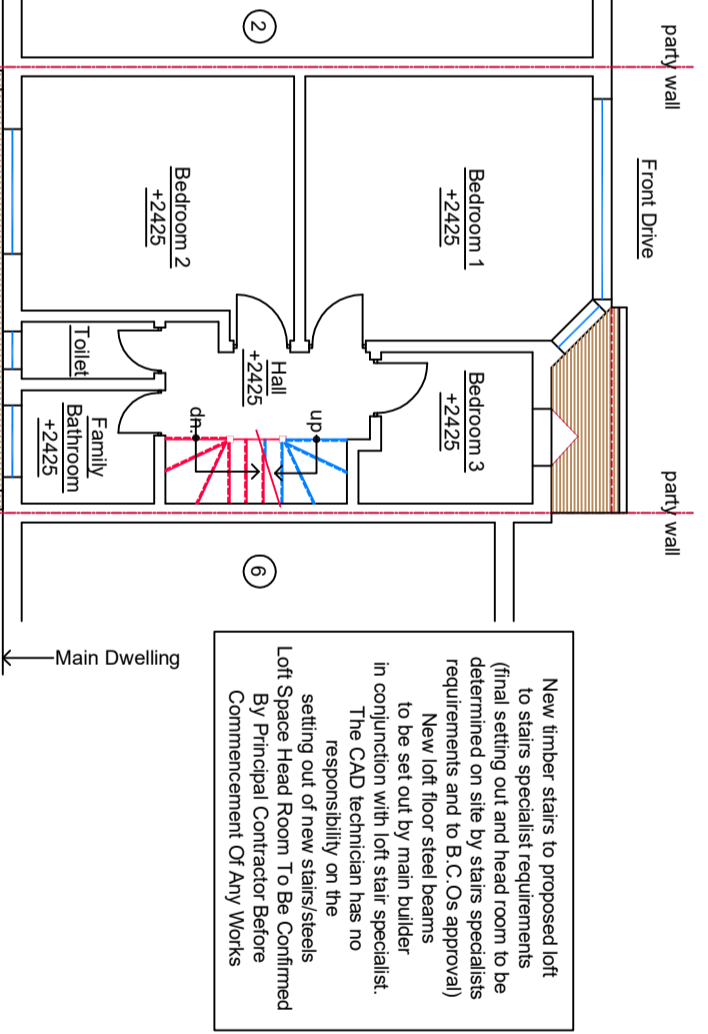 party wall
Front Drive
party wall
2
Bedroom 1
+2425
Bedroom 2
+2425
Bedroom 3
+2425
Hall
+2425
up
dn.
Toilet
Family
Bathroom
+2425
6
Main Dwelling
New timber stairs to proposed loft
to stairs specialist requirements
(final setting out and head room to be
determined on site by stairs specialists
requirements and to B.C.Os approval)
New loft floor steel beams
to be set out by main builder
in conjunction with loft stair specialist.
The CAD technician has no
responsibility on the
setting out of new stairs/steels
Loft Space Head Room To Be Confirmed
By Principal Contractor Before
Commencement Of Any Works